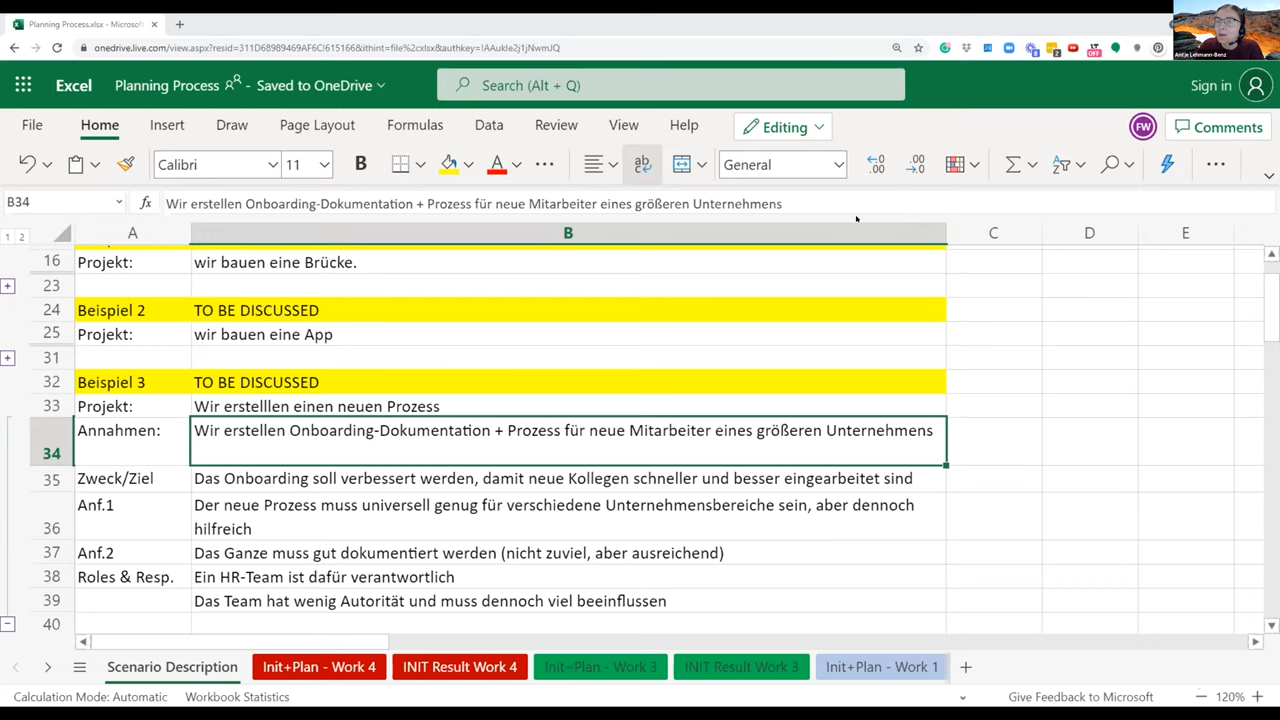 Planning Process.xlsx - Microsof
onedrive.live.com/view.aspx?resid=311D68989469AF6C!615166&ithint=file%2cxlsx&authkey=!AAukIe2j1jNwmJQ
Antje Lehmann-Benz
Excel Planning Process - Saved to OneDrive Search (Alt + Q) Sign in
File Home Insert Draw Page Layout Formulas Data Review View Help Editing FW Comments
Calibri 11 B A ab General
B34 fx Wir erstellen Onboarding-Dokumentation + Prozess für neue Mitarbeiter eines größeren Unternehmens
1 2 A B C D E
16 Projekt: wir bauen eine Brücke.
23
24 Beispiel 2 TO BE DISCUSSED
25 Projekt: wir bauen eine App
31
32 Beispiel 3 TO BE DISCUSSED
33 Projekt: Wir erstelllen einen neuen Prozess
34 Annahmen: Wir erstellen Onboarding-Dokumentation + Prozess für neue Mitarbeiter eines größeren Unternehmens
35 Zweck/Ziel Das Onboarding soll verbessert werden, damit neue Kollegen schneller und besser eingearbeitet sind
36 Anf.1 Der neue Prozess muss universell genug für verschiedene Unternehmensbereiche sein, aber dennoch
hilfreich
37 Anf.2 Das Ganze muss gut dokumentiert werden (nicht zuviel, aber ausreichend)
38 Roles & Resp. Ein HR-Team ist dafür verantwortlich
39 Das Team hat wenig Autorität und muss dennoch viel beeinflussen
40
Scenario Description Init+Plan - Work 4 INIT Result Work 4 Init+Plan - Work 3 INIT Result Work 3 Init+Plan - Work 1
Calculation Mode: Automatic Workbook Statistics Give Feedback to Microsoft 120%